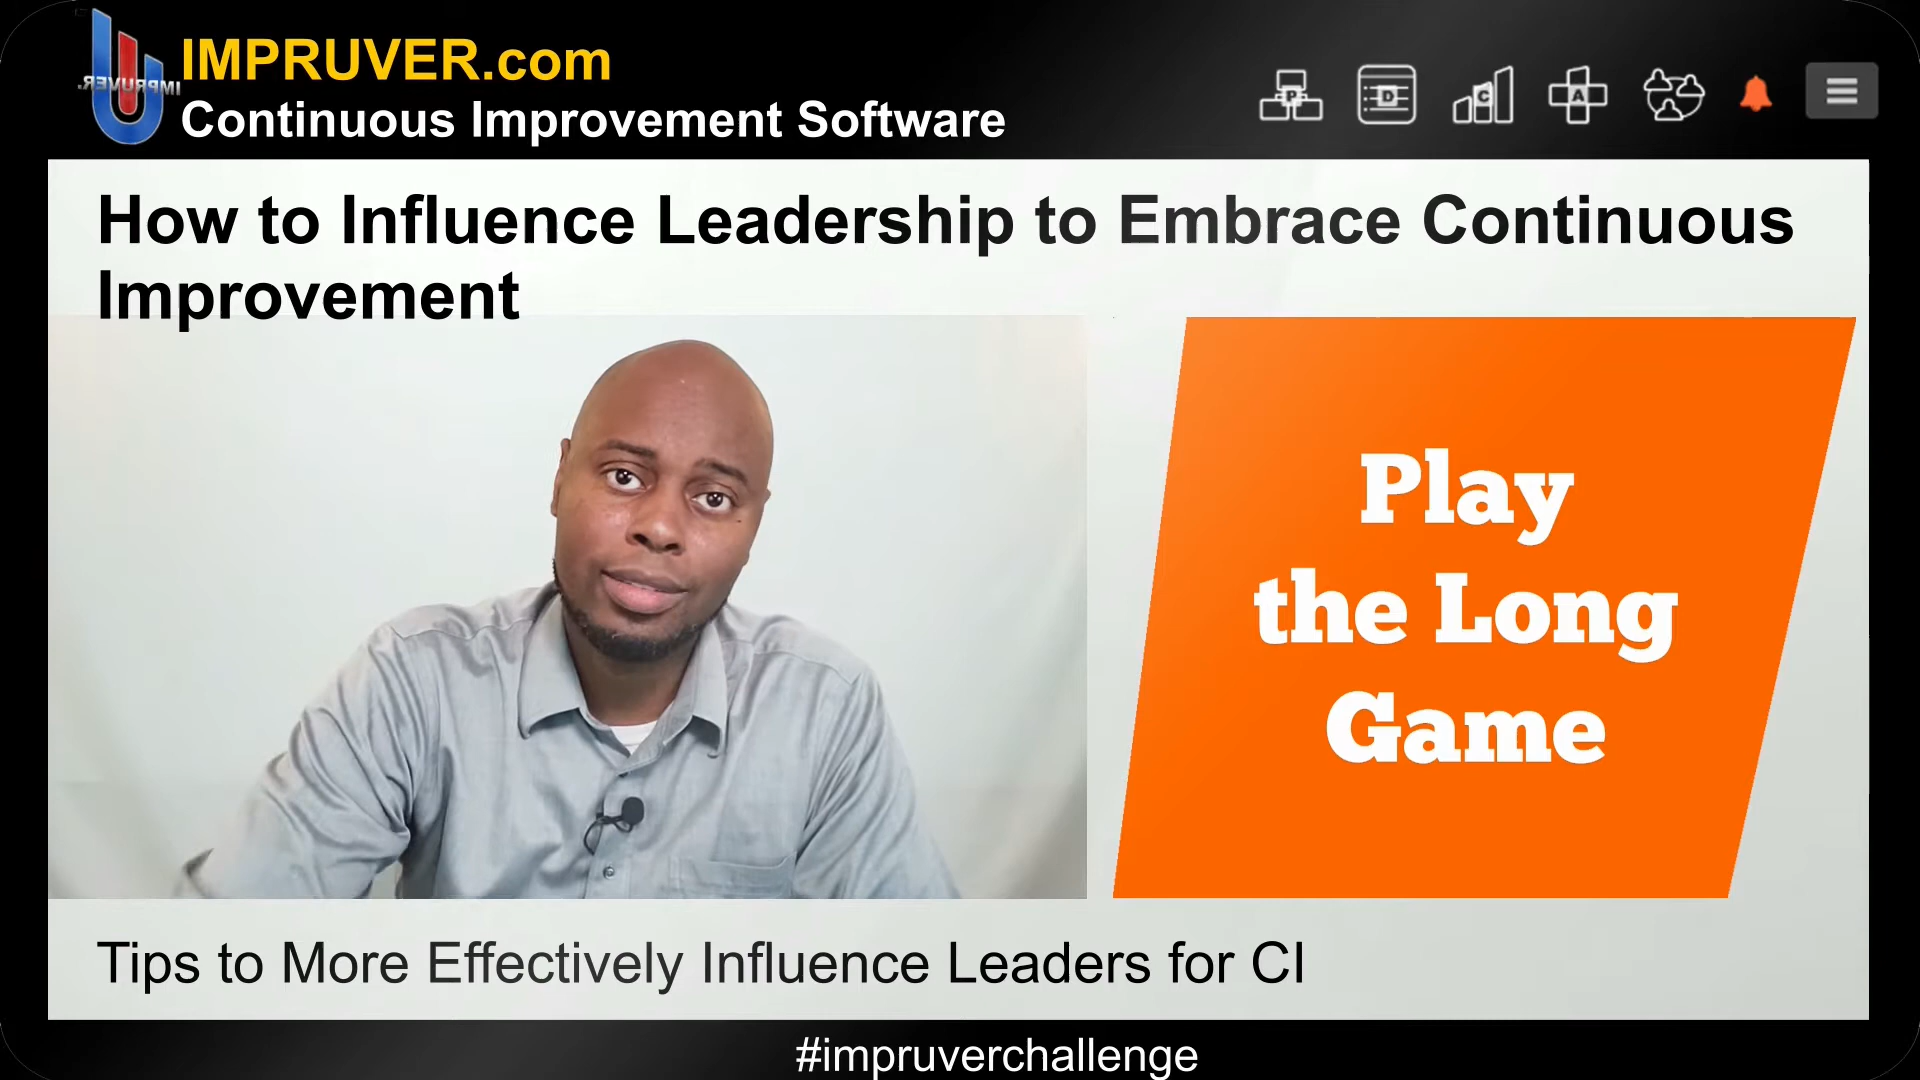 IMPRUVER.com
Continuous Improvement Software
IMPRUVER.
P
D
C
A
How to Influence Leadership to Embrace Continuous
Improvement
Play
the Long
Game
Tips to More Effectively Influence Leaders for CI
#impruverchallenge